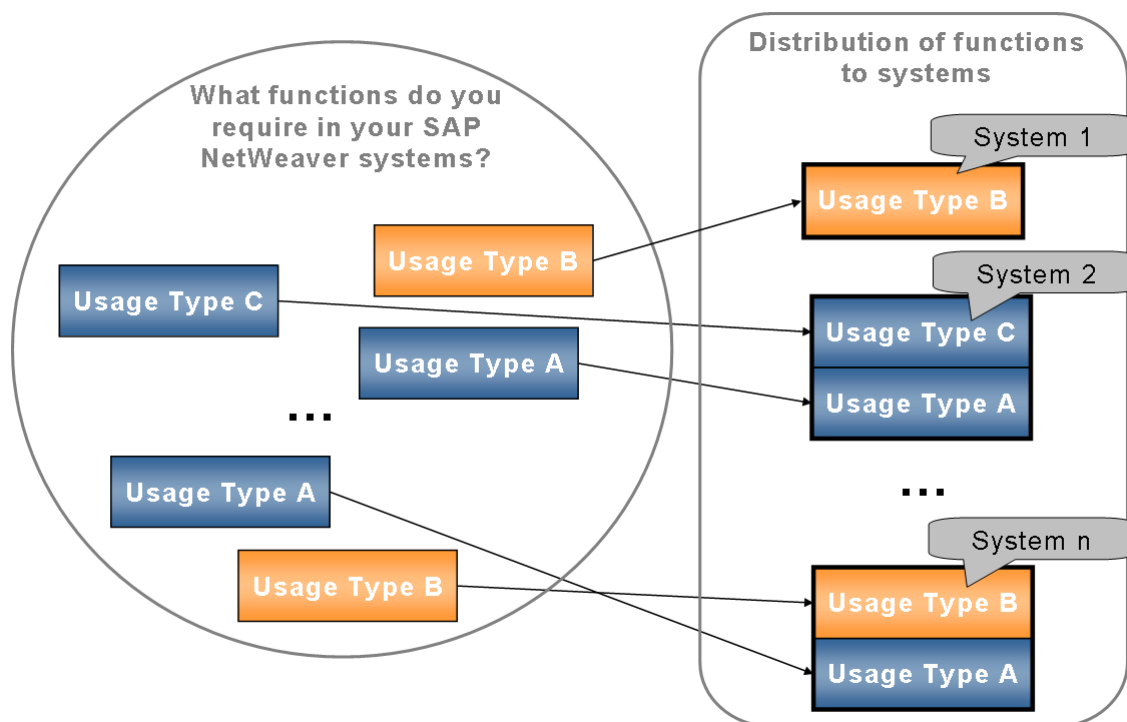 What functions do you
require in your SAP
NetWeaver systems?
Usage Type B
Usage Type C
Usage Type A
...
Usage Type A
Usage Type B
Distribution of functions
to systems
System 1
Usage Type B
System 2
Usage Type C
Usage Type A
...
System n
Usage Type B
Usage Type A